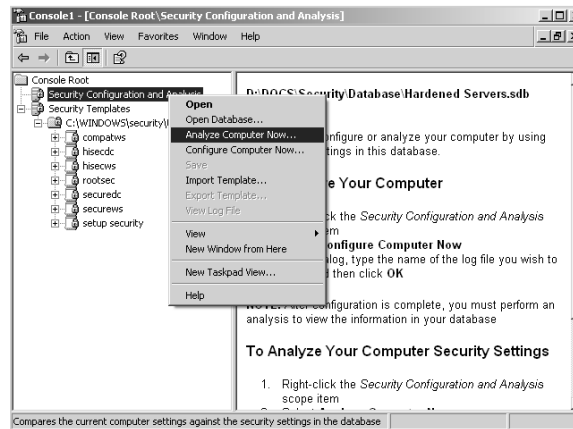 Console1 - [Console Root\Security Configuration and Analysis]
File Action View Favorites Window Help
Console Root
Security Configuration and Analysis
Security Templates
C:\WINDOWS\security\
compatws
hisecdc
hisecws
rootsec
securedc
securews
setup security
Open
Open Database...
Analyze Computer Now...
Configure Computer Now...
Save
Import Template...
Export Template...
View Log File
View
New Window from Here
New Taskpad View...
Help
D:\DOCS\Security\Database\Hardened Servers.sdb
nfigure or analyze your computer by using
tings in this database.
e Your Computer
ck the Security Configuration and Analysis
em
onfigure Computer Now
alog, type the name of the log file you wish to
then click OK
NOTE: After configuration is complete, you must perform an
analysis to view the information in your database
To Analyze Your Computer Security Settings
1. Right-click the Security Configuration and Analysis
scope item
Compares the current computer settings against the security settings in the database